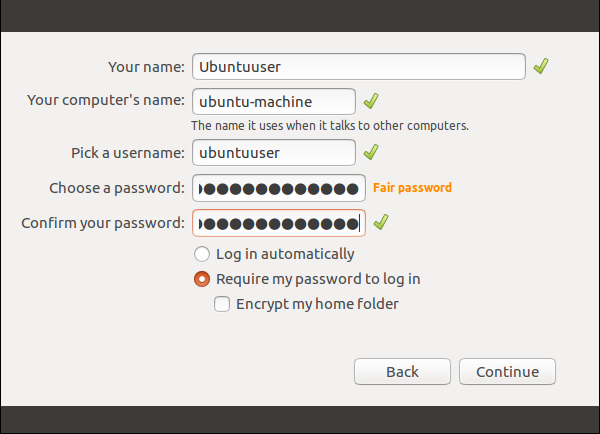 Your name: Ubuntuuser
Your computer's name: ubuntu-machine
The name it uses when it talks to other computers.
Pick a username: ubuntuuser
Choose a password: Fair password
Confirm your password:
Log in automatically
Require my password to log in
Encrypt my home folder
Back Continue